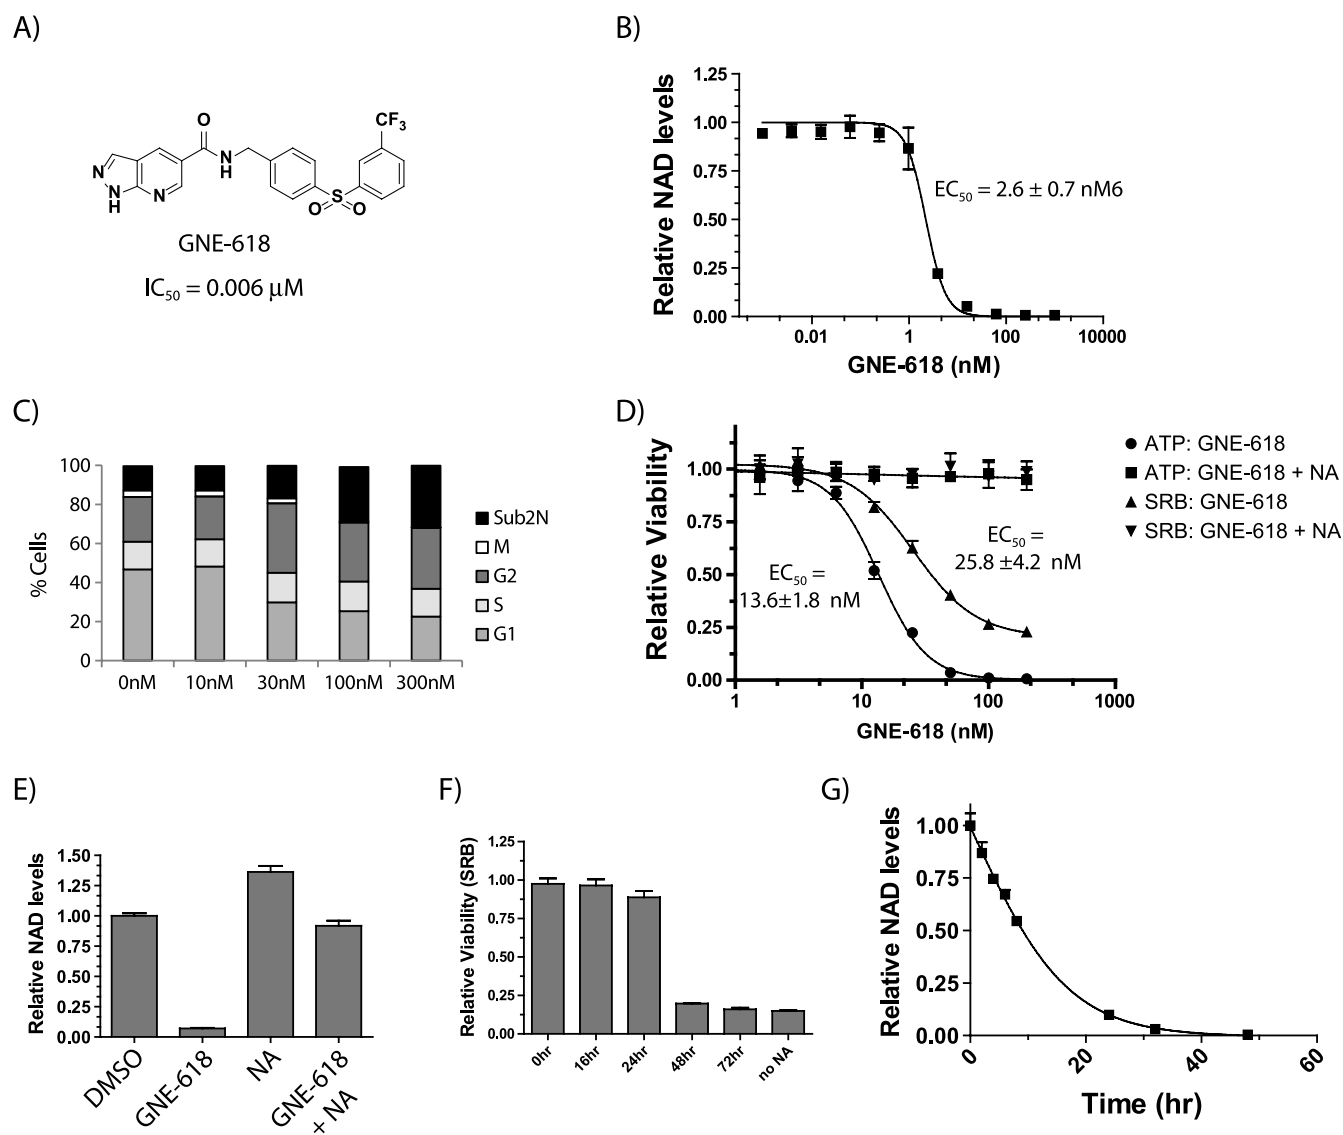 A)
CF3
O
N
H
N
N
H
N
S
O O
GNE-618
IC50 = 0.006 μM
B)
Relative NAD levels
1.25
1.00
0.75
0.50
0.25
0.00
EC50 = 2.6 ± 0.7 nM6
0.01
1
100
10000
GNE-618 (nM)
C)
% Cells
100
80
60
40
20
0
0nM
10nM
30nM
100nM
300nM
Sub2N
M
G2
S
G1
D)
Relative Viability
1.00
0.75
0.50
0.25
0.00
EC50 =
13.6±1.8 nM
EC50 =
25.8 ±4.2 nM
1
10
100
1000
GNE-618 (nM)
ATP: GNE-618
ATP: GNE-618 + NA
SRB: GNE-618
SRB: GNE-618 + NA
E)
Relative NAD levels
1.50
1.25
1.00
0.75
0.50
0.25
0.00
DMSO
GNE-618
NA
GNE-618
+ NA
F)
Relative Viability (SRB)
1.25
1.00
0.75
0.50
0.25
0.00
0hr
16hr
24hr
48hr
72hr
no NA
G)
Relative NAD levels
1.00
0.75
0.50
0.25
0.00
0
20
40
60
Time (hr)